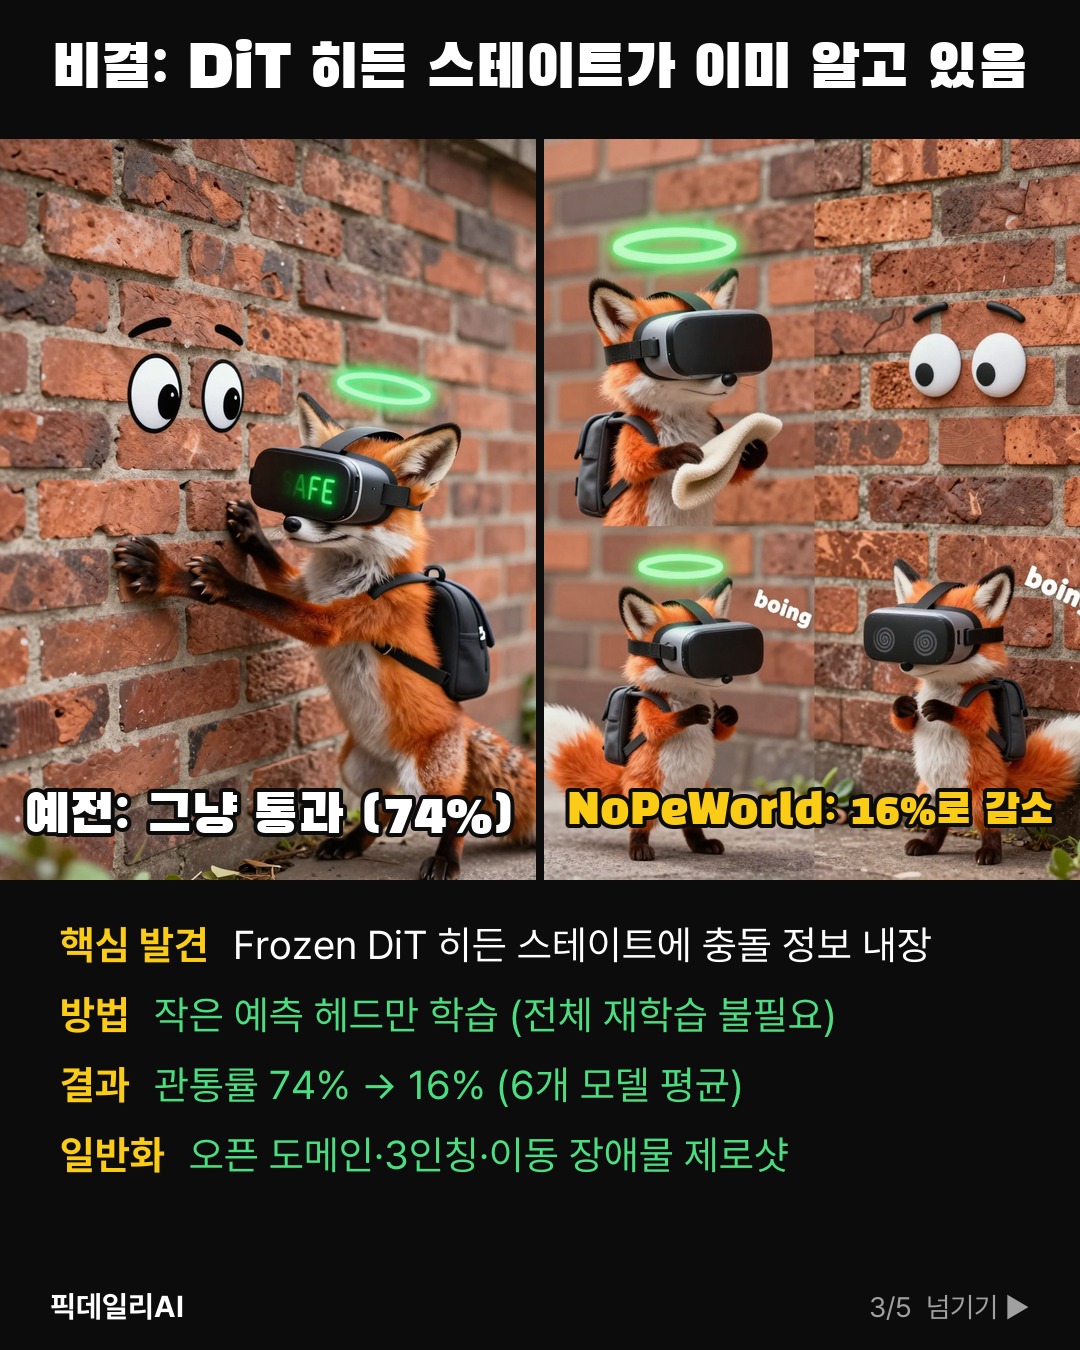 비결: DiT 히든 스테이트가 이미 알고 있음
SAFE
예전: 그냥 통과 (74%)
boing
boing
NoPeWorld: 16%로 감소
핵심 발견 Frozen DiT 히든 스테이트에 충돌 정보 내장
방법 작은 예측 헤드만 학습 (전체 재학습 불필요)
결과 관통률 74% → 16% (6개 모델 평균)
일반화 오픈 도메인·3인칭·이동 장애물 제로샷
픽데일리AI
3/5 넘기기 ▶